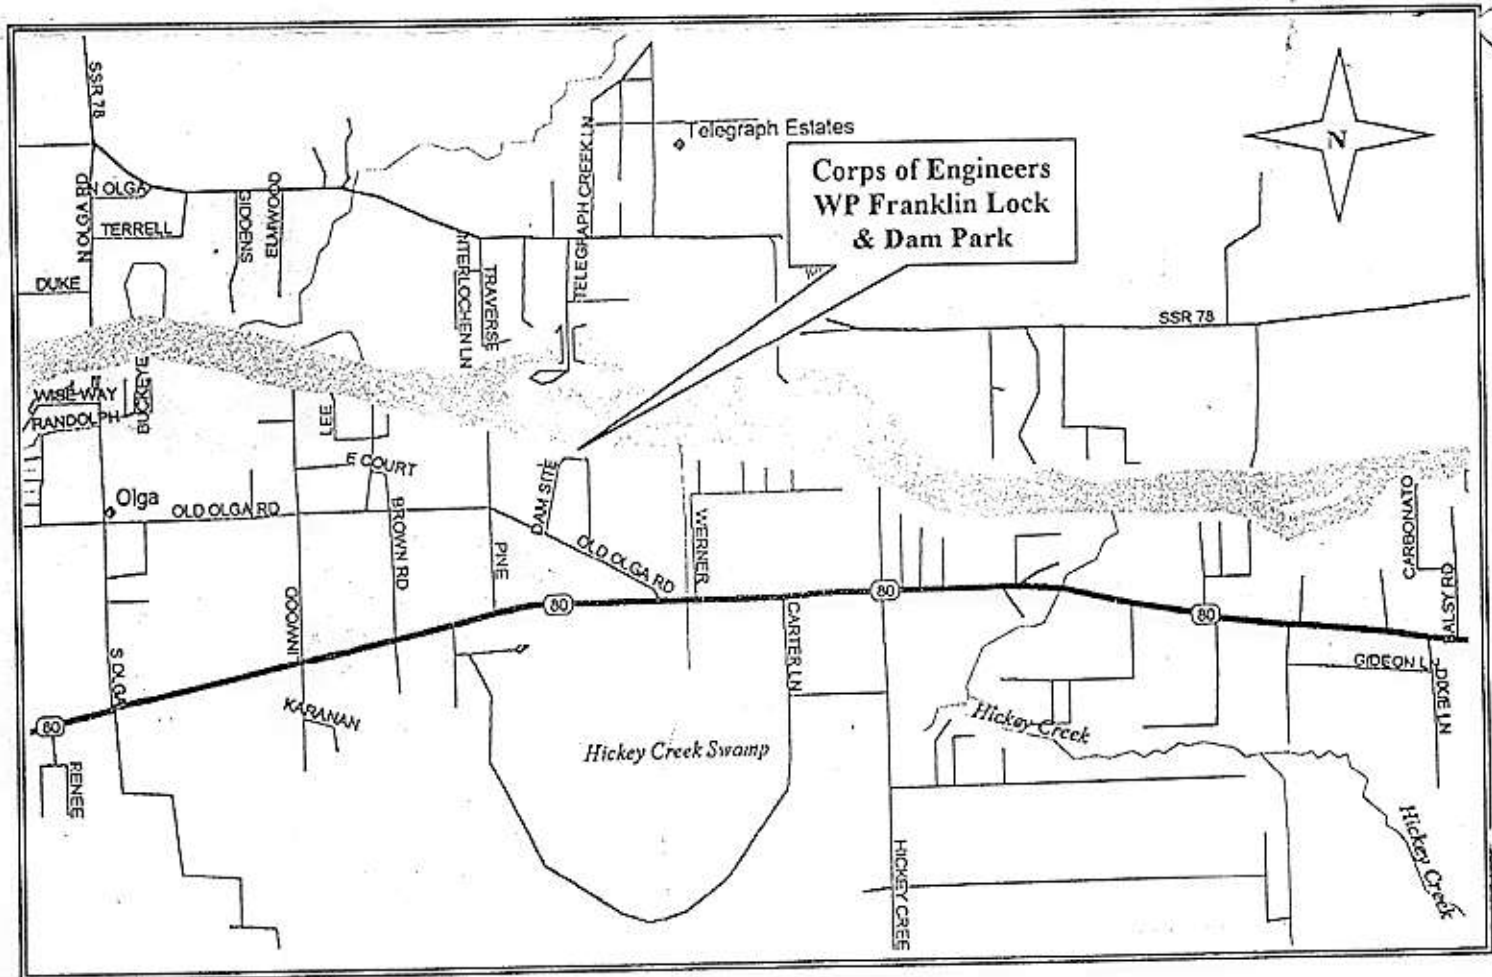 SSR 78
Telegraph Estates
Corps of Engineers
WP Franklin Lock
& Dam Park
N
N OLGA RD
N OLGA
TERRELL
GIDDENS
ELMWOOD
TELEGRAPH CREEK LN
NTERLOCHEN LN
TRAVERSE
DUKE
SSR 78
WISE WAY
RANDOLPH
BUCKEYE
LEE
E COURT
Olga
OLD OLGA RD
BROWN RD
PINE
DAM SITE
OLD OLGA RD
WERNER
CARBONATO
BALSY RD
80
80
80
80
S OLGA
LINWOOD
KARANAN
CARTER LN
GIDEON LN
DIXIE LN
RENEE
Hickey Creek Swamp
Hickey Creek
Hickey Creek
HICKEY CREE